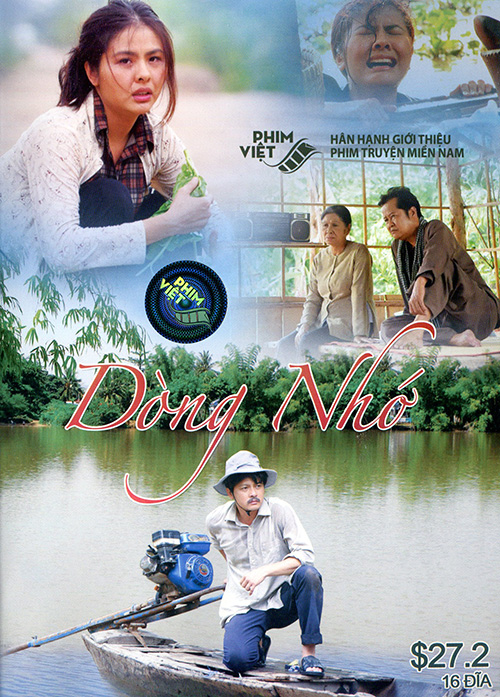 PHIM
VIỆT
HÂN HẠNH GIỚI THIỆU
PHIM TRUYỆN MIỀN NAM
PHIM
VIỆT
Dòng Nhớ
$27.2
16 ĐĨA